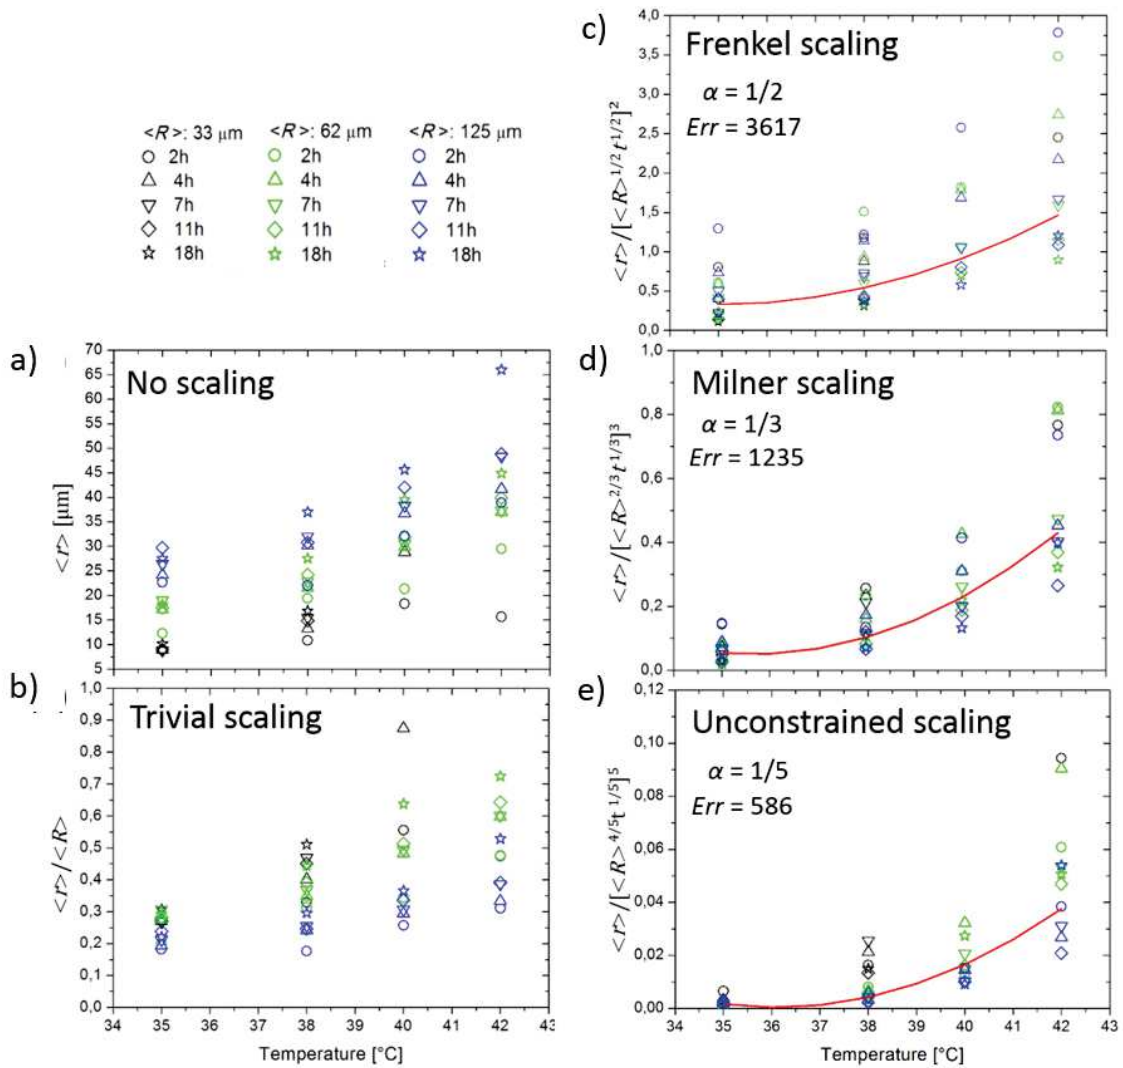 <R>: 33 μm <R>: 62 μm <R>: 125 μm
2h 2h 2h
4h 4h 4h
7h 7h 7h
11h 11h 11h
18h 18h 18h
a)
No scaling
<r> [μm]
70
65
60
55
50
45
40
35
30
25
20
15
10
5
b)
Trivial scaling
<r>/<R>
1,0
0,9
0,8
0,7
0,6
0,5
0,4
0,3
0,2
0,1
0,0
34 35 36 37 38 39 40 41 42 43
Temperature [°C]
c)
Frenkel scaling
α = 1/2
Err = 3617
<r>/[<R>^1/2 t^1/2]^2
4,0
3,5
3,0
2,5
2,0
1,5
1,0
0,5
0,0
d)
Milner scaling
α = 1/3
Err = 1235
<r>/[<R>^2/3 t^1/3]^3
1,0
0,8
0,6
0,4
0,2
0,0
e)
Unconstrained scaling
α = 1/5
Err = 586
<r>/[<R>^4/5 t^1/5]^5
0,12
0,10
0,08
0,06
0,04
0,02
0,00
34 35 36 37 38 39 40 41 42 43
Temperature [°C]